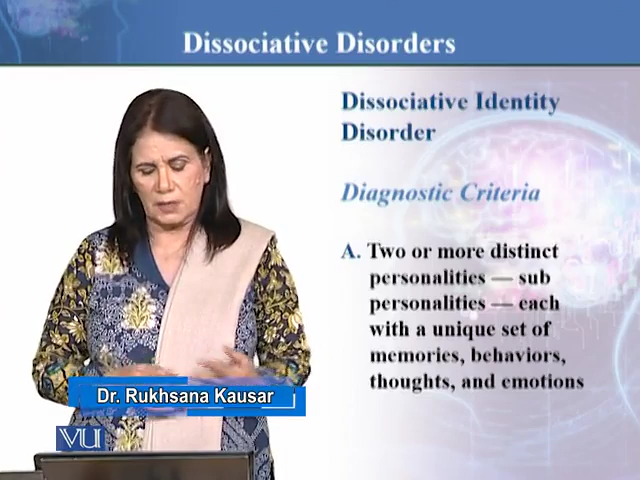 Dissociative Disorders
Dissociative Identity
Disorder
Diagnostic Criteria
A. Two or more distinct
personalities — sub
personalities — each
with a unique set of
memories, behaviors,
thoughts, and emotions
Dr. Rukhsana Kausar
VU